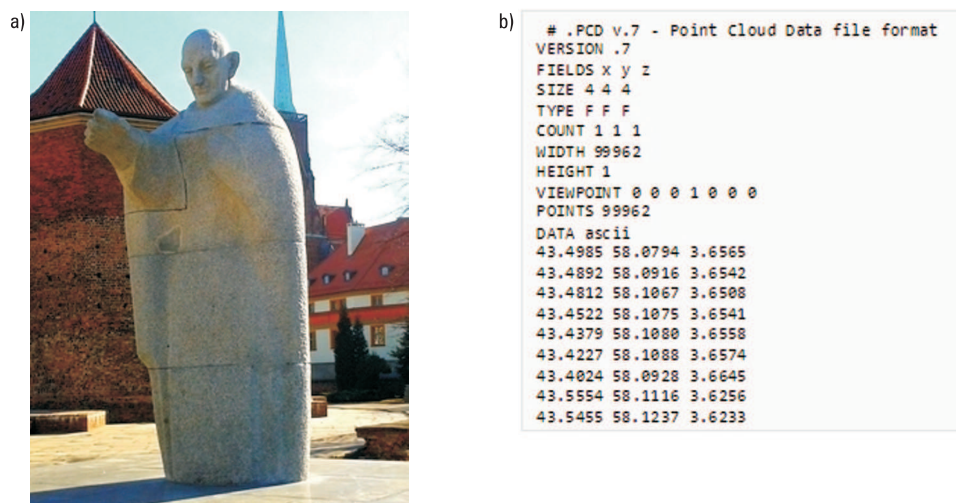 a)
b)
# .PCD v.7 - Point Cloud Data file format
VERSION .7
FIELDS x y z
SIZE 4 4 4
TYPE F F F
COUNT 1 1 1
WIDTH 99962
HEIGHT 1
VIEWPOINT 0 0 0 1 0 0 0
POINTS 99962
DATA ascii
43.4985 58.0794 3.6565
43.4892 58.0916 3.6542
43.4812 58.1067 3.6508
43.4522 58.1075 3.6541
43.4379 58.1080 3.6558
43.4227 58.1088 3.6574
43.4024 58.0928 3.6645
43.5554 58.1116 3.6256
43.5455 58.1237 3.6233